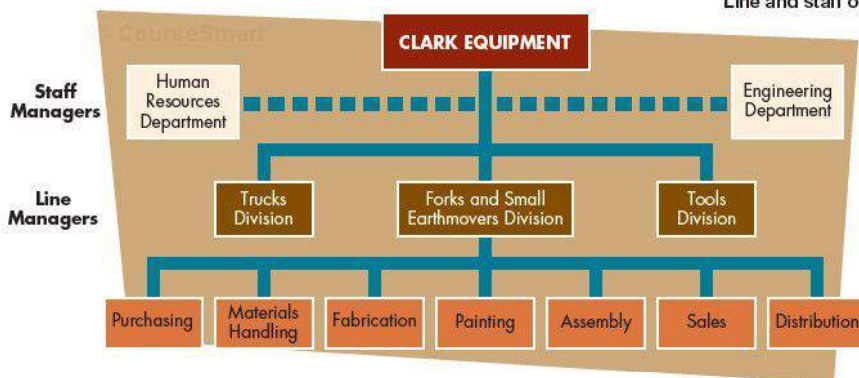 Line and staff o
CourseSmart
CLARK EQUIPMENT
Staff
Managers
Human
Resources
Department
Engineering
Department
Line
Managers
Trucks
Division
Forks and Small
Earthmovers Division
Tools
Division
Purchasing
Materials
Handling
Fabrication
Painting
Assembly
Sales
Distribution